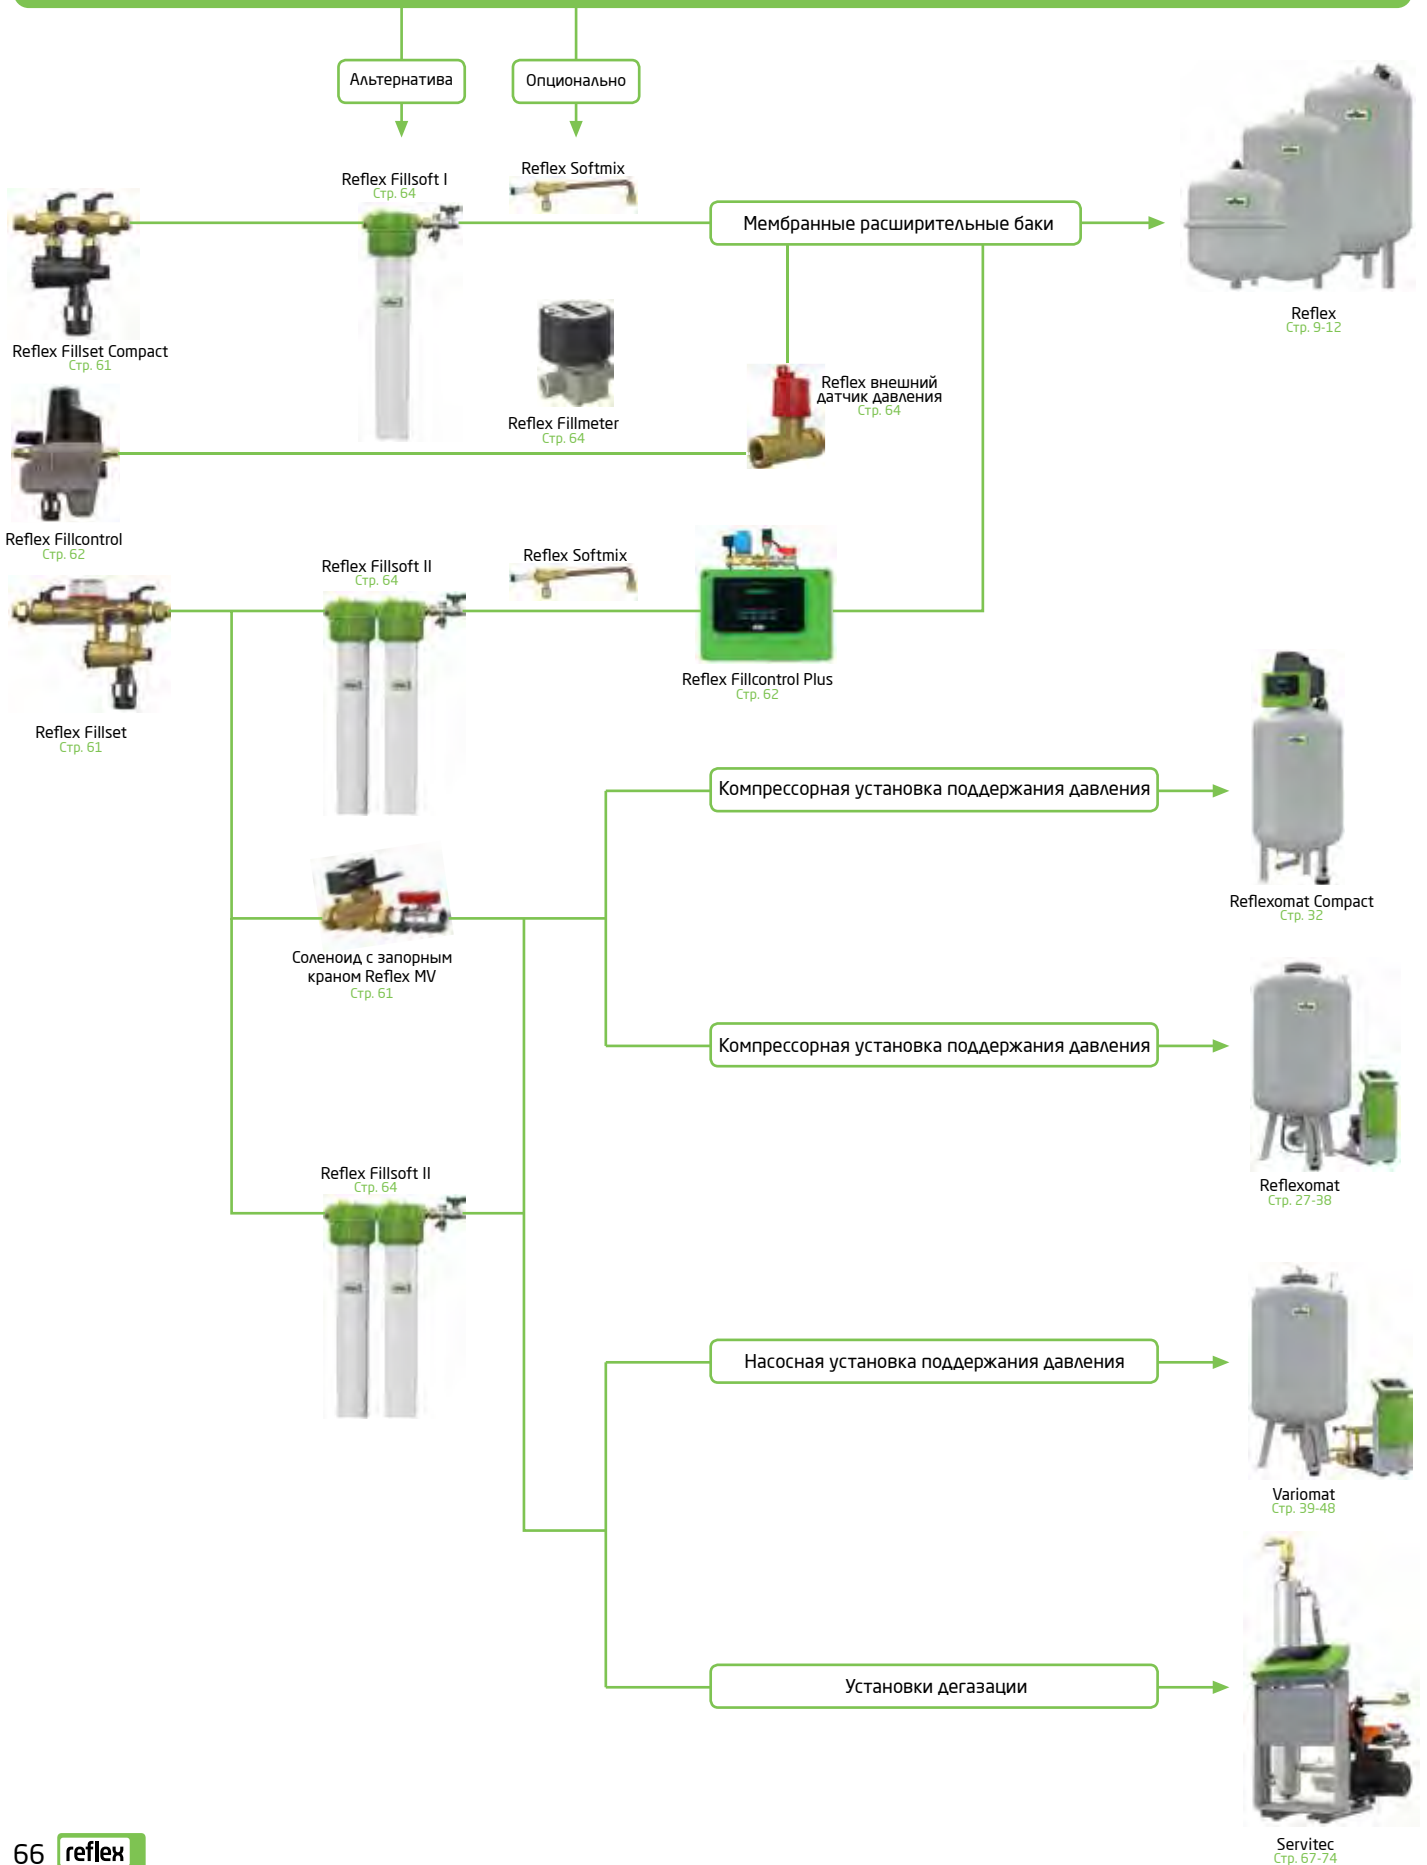 Альтернатива
Опционально
Reflex Fillsoft I
Стр. 64
Reflex Softmix
Мембранные расширительные баки
Reflex
Стр. 9-12
Reflex Fillset Compact
Стр. 61
Reflex Fillmeter
Стр. 64
Reflex внешний
датчик давления
Стр. 64
Reflex Fillcontrol
Стр. 62
Reflex Fillsoft II
Стр. 64
Reflex Softmix
Reflex Fillcontrol Plus
Стр. 62
Reflex Fillset
Стр. 61
Компрессорная установка поддержания давления
Reflexomat Compact
Стр. 32
Соленоид с запорным
краном Reflex MV
Стр. 61
Компрессорная установка поддержания давления
Reflexomat
Стр. 27-38
Reflex Fillsoft II
Стр. 64
Насосная установка поддержания давления
Variomat
Стр. 39-48
Установки дегазации
Servitec
Стр. 67-74
66 reflex